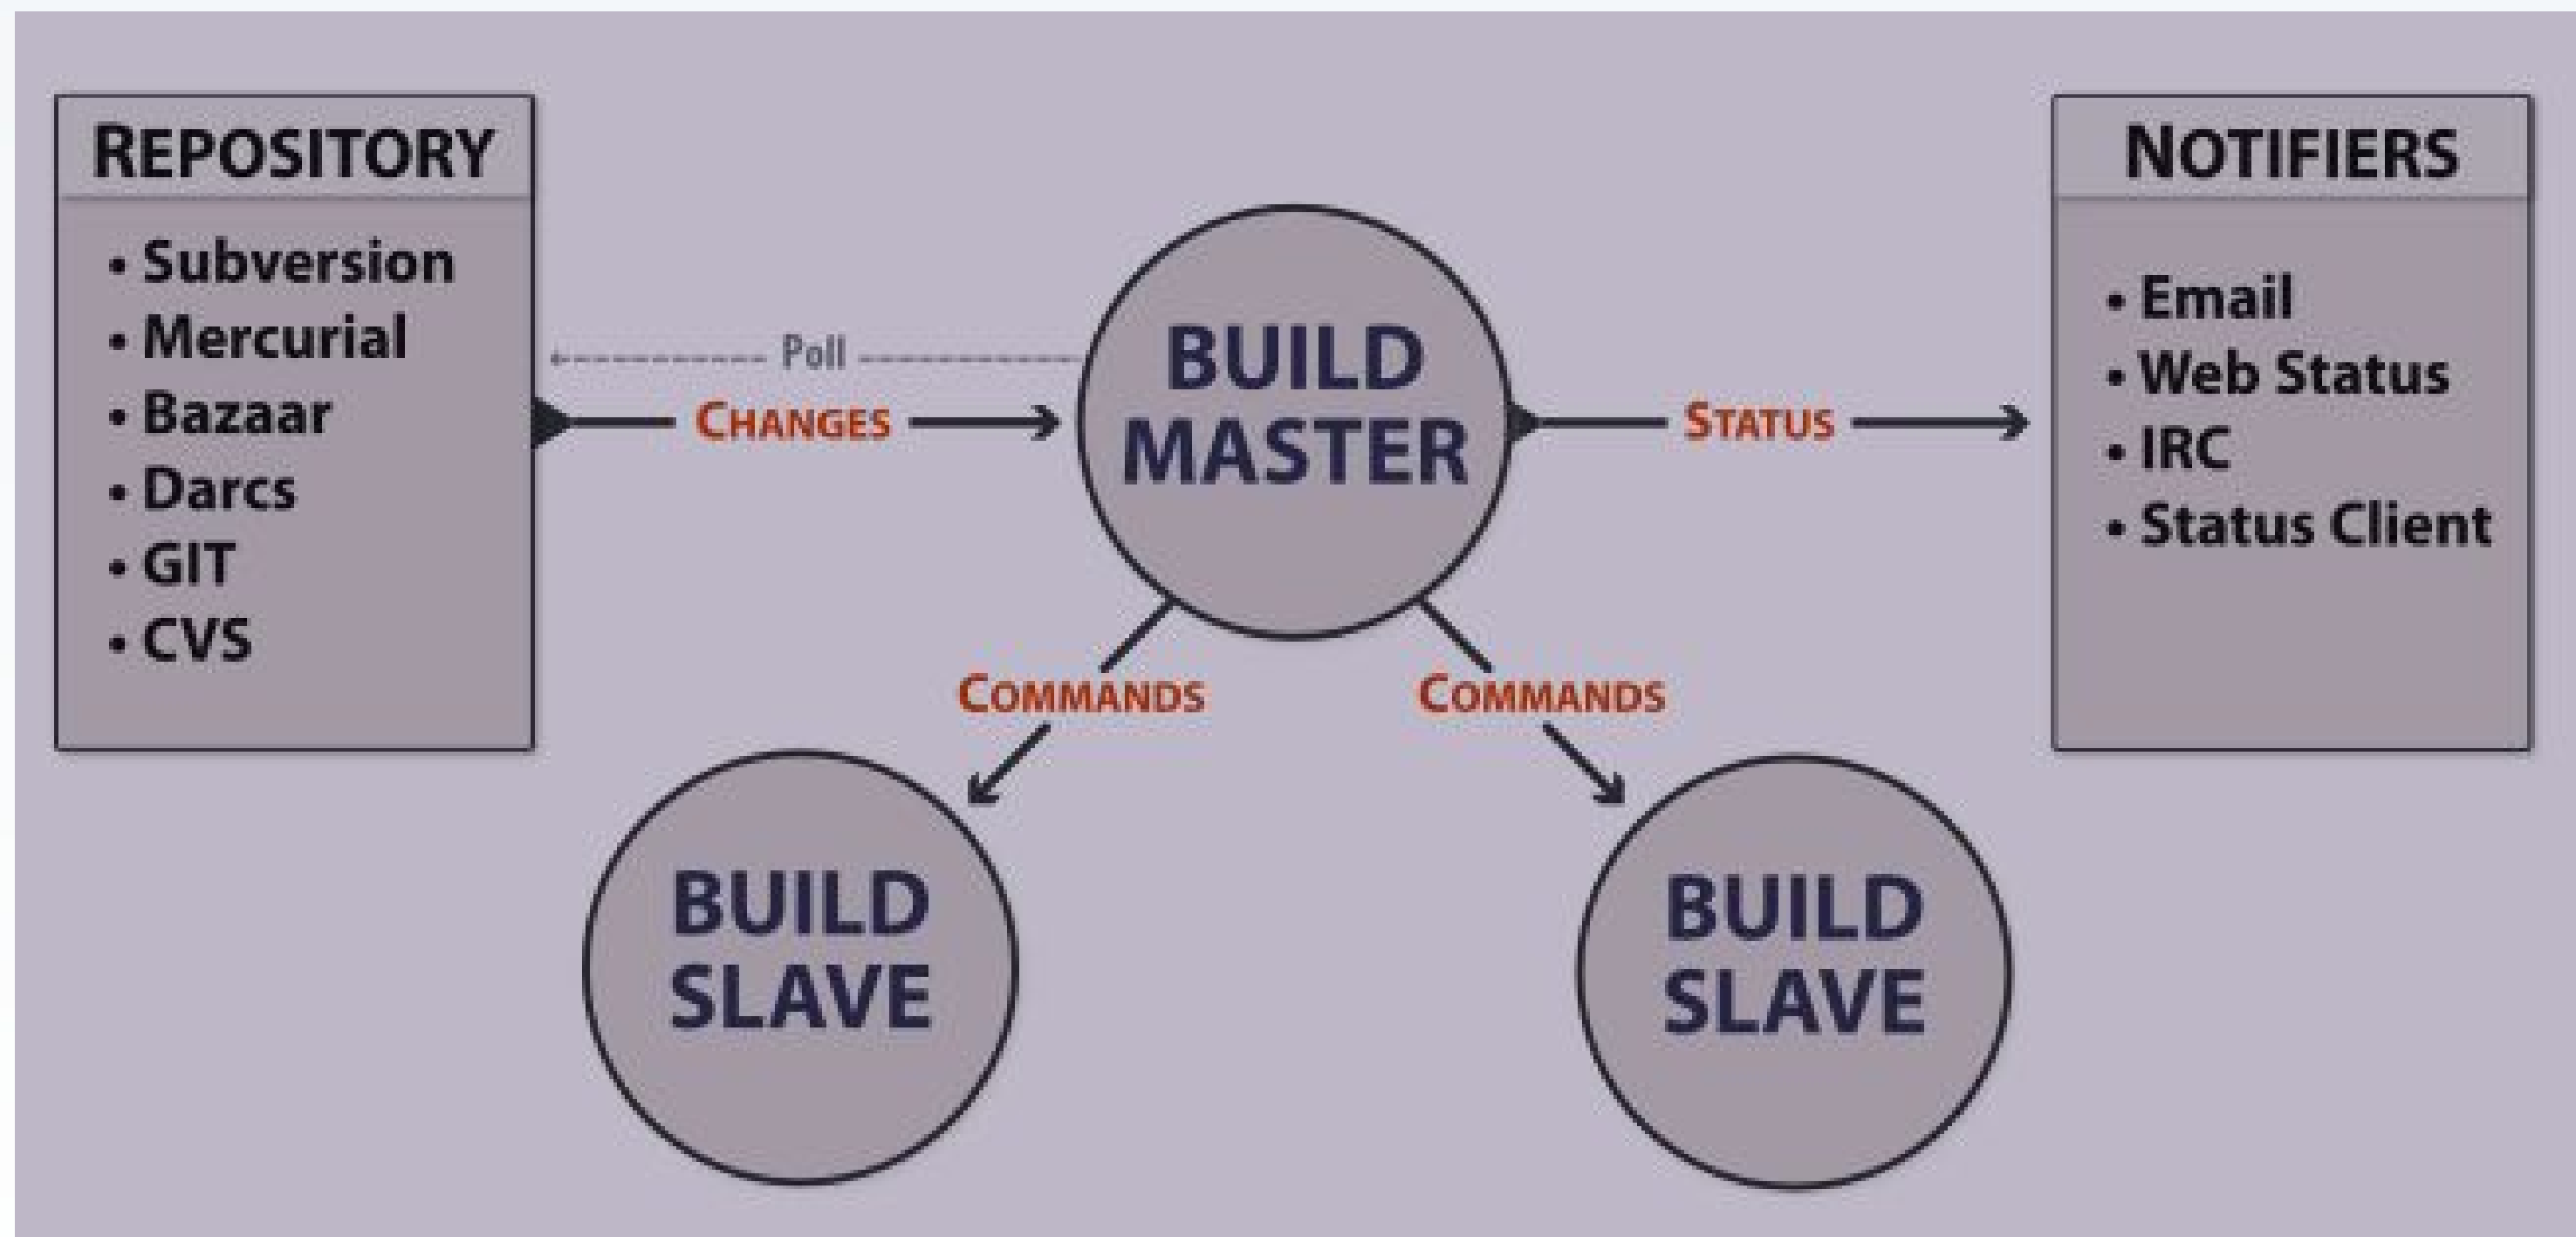 REPOSITORY
• Subversion
• Mercurial
• Bazaar
• Darcs
• GIT
• CVS
Poll
CHANGES
BUILD
MASTER
STATUS
NOTIFIERS
• Email
• Web Status
• IRC
• Status Client
COMMANDS
COMMANDS
BUILD
SLAVE
BUILD
SLAVE